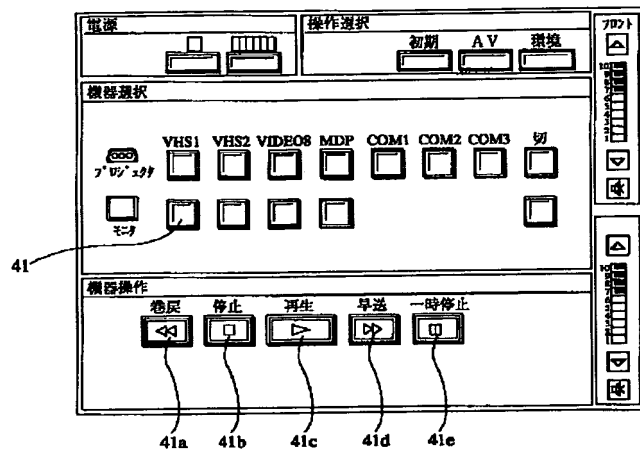 電源
操作選択
フロント
初期 AV 環境
機器選択
VHS1 VHS2 VIDEO8 MDP COM1 COM2 COM3 切
プロジェクタ
モニタ
41
機器操作
巻戻 停止 再生 早送 一時停止
41a 41b 41c 41d 41e